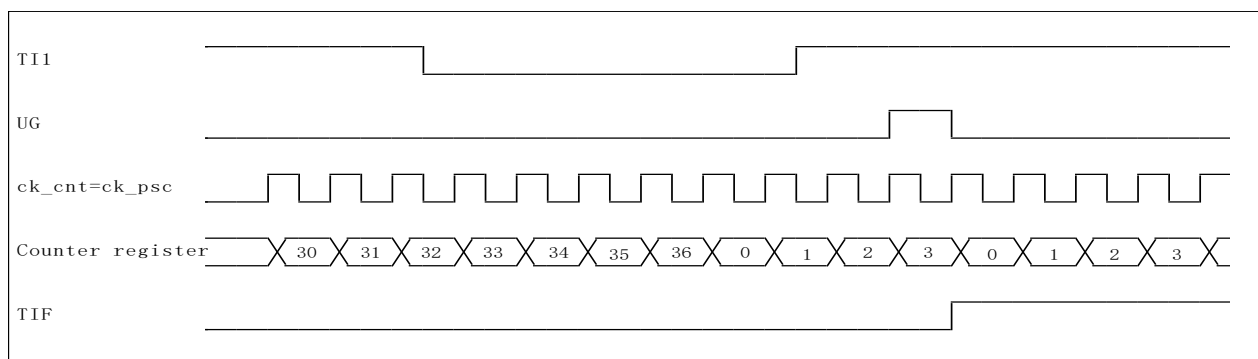 TI1
UG
ck_cnt=ck_psc
Counter register 30 31 32 33 34 35 36 0 1 2 3 0 1 2 3
TIF